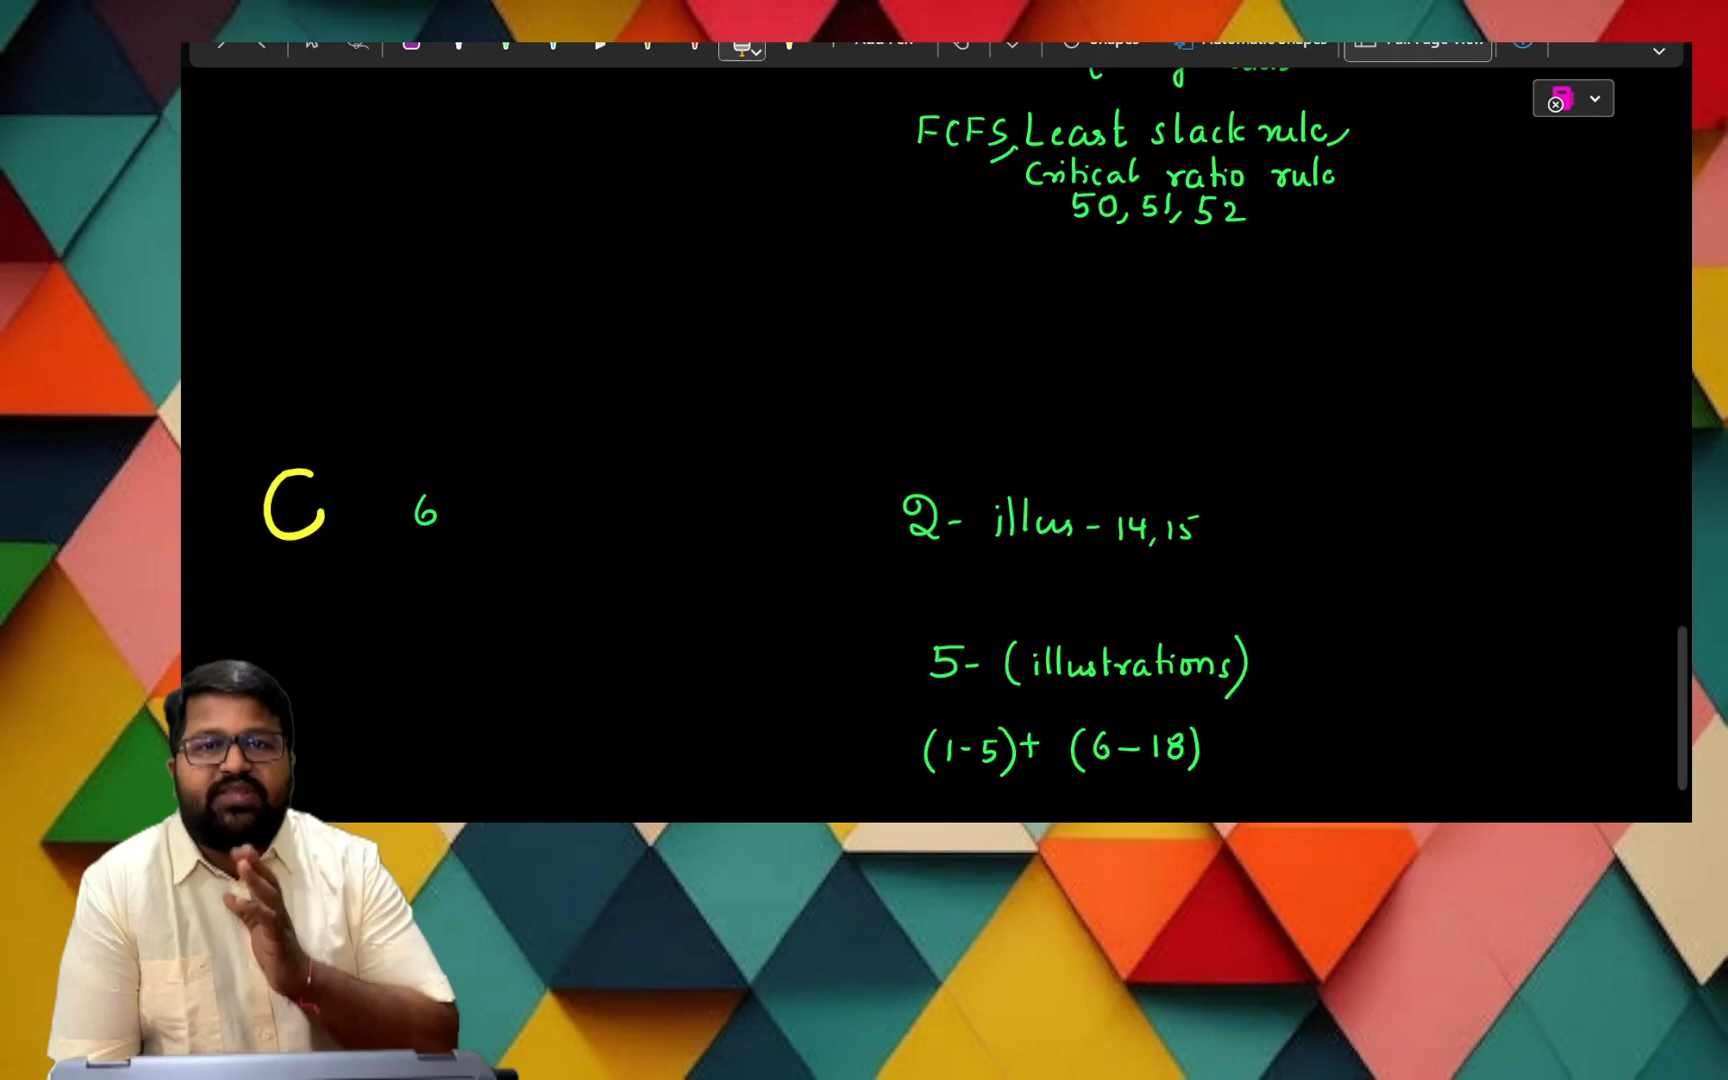 FCFS, Least slack rule,
Critical ratio rule
50, 51, 52
C 6 2- illus - 14, 15
5- (illustrations)
(1-5)+ (6-18)